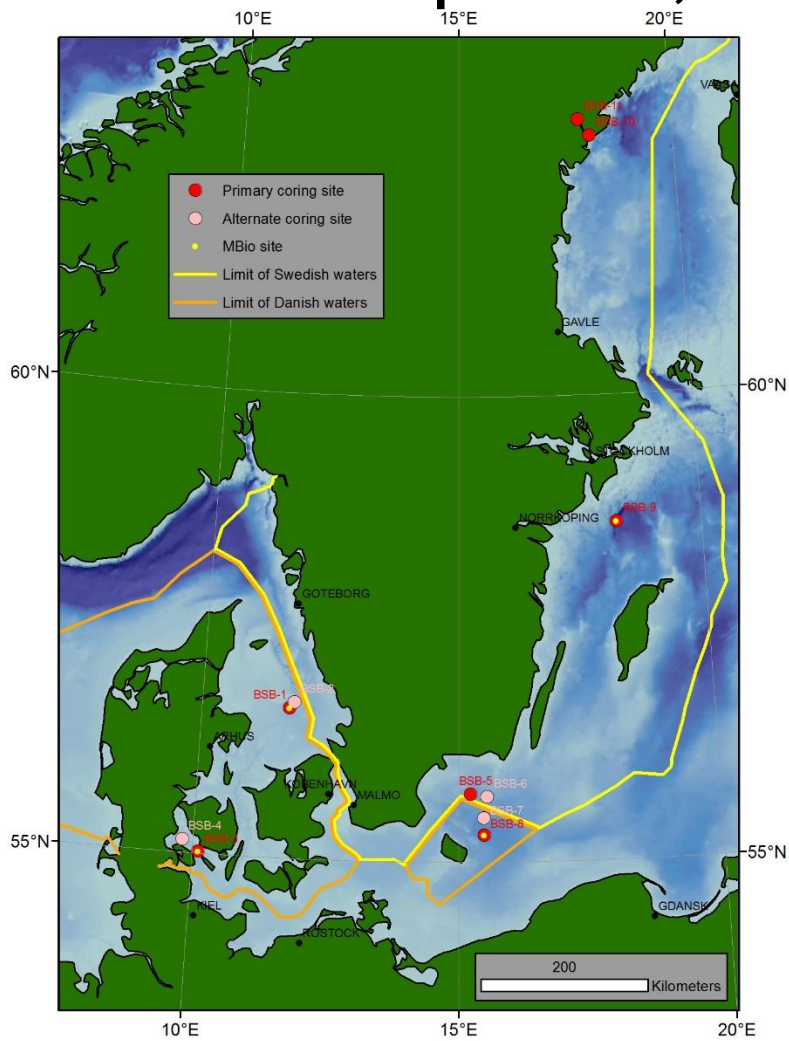 10°E
15°E
20°E
VAASA
BSB-11
BSB-10
Primary coring site
Alternate coring site
MBio site
Limit of Swedish waters
Limit of Danish waters
GAVLE
60°N
60°N
STOCKHOLM
NORRKOPING
BSB-9
GOTEBORG
BSB-1
BSB-2
ARHUS
KOBENHAVN
MALMO
BSB-5
BSB-6
BSB-7
BSB-8
BSB-4
BSB-3
55°N
55°N
KIEL
ROSTOCK
GDANSK
200
Kilometers
10°E
15°E
20°E